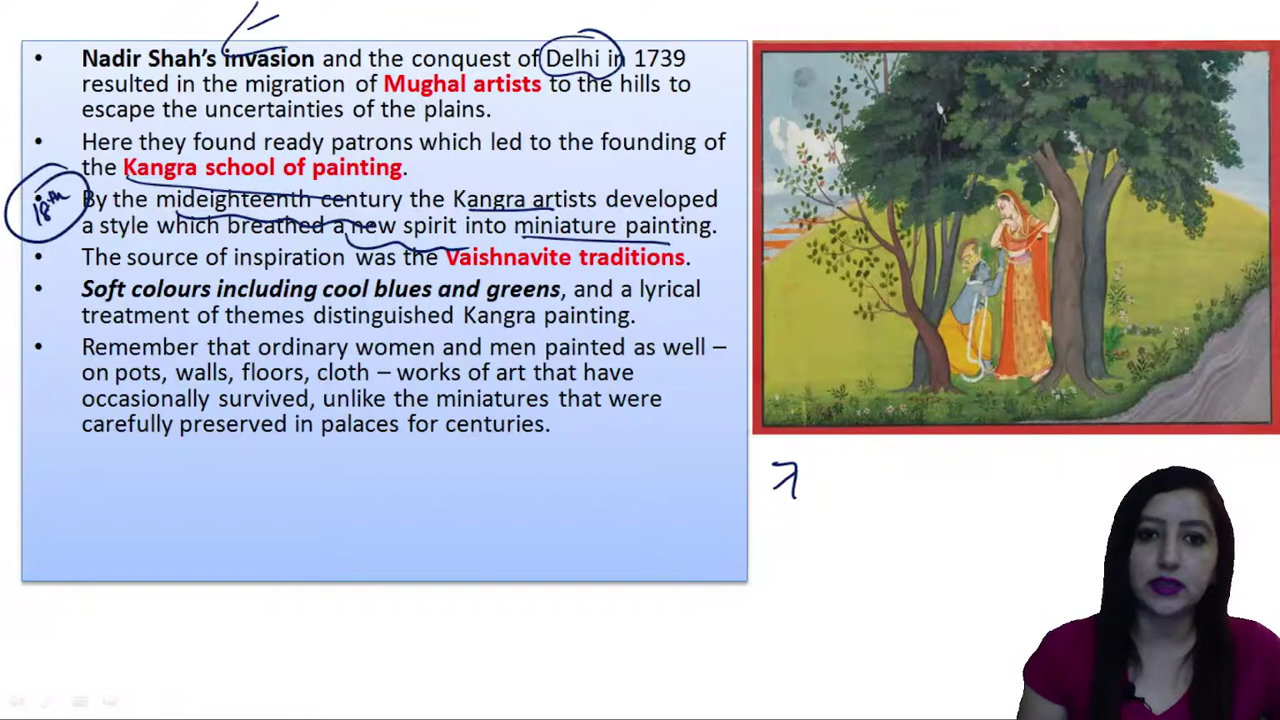 Nadir Shah's invasion and the conquest of Delhi in 1739
resulted in the migration of Mughal artists to the hills to
escape the uncertainties of the plains.
Here they found ready patrons which led to the founding of
the Kangra school of painting.
18th
By the mideighteenth century the Kangra artists developed
a style which breathed a new spirit into miniature painting.
The source of inspiration was the Vaishnavite traditions.
Soft colours including cool blues and greens, and a lyrical
treatment of themes distinguished Kangra painting.
Remember that ordinary women and men painted as well –
on pots, walls, floors, cloth – works of art that have
occasionally survived, unlike the miniatures that were
carefully preserved in palaces for centuries.